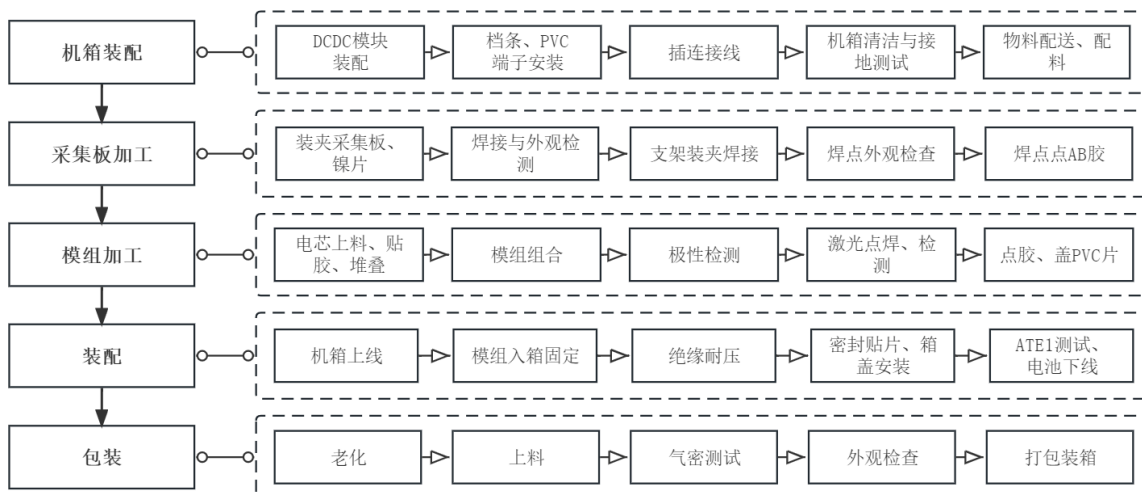 机箱装配
DCDC模块
装配
档条、PVC
端子安装
插连接线
机箱清洁与接
地测试
物料配送、配
料
采集板加工
装夹采集板、
镍片
焊接与外观检
测
支架装夹焊接
焊点外观检查
焊点点AB胶
模组加工
电芯上料、贴
胶、堆叠
模组组合
极性检测
激光点焊、检
测
点胶、盖PVC片
装配
机箱上线
模组入箱固定
绝缘耐压
密封贴片、箱
盖安装
ATE1测试、
电池下线
包装
老化
上料
气密测试
外观检查
打包装箱